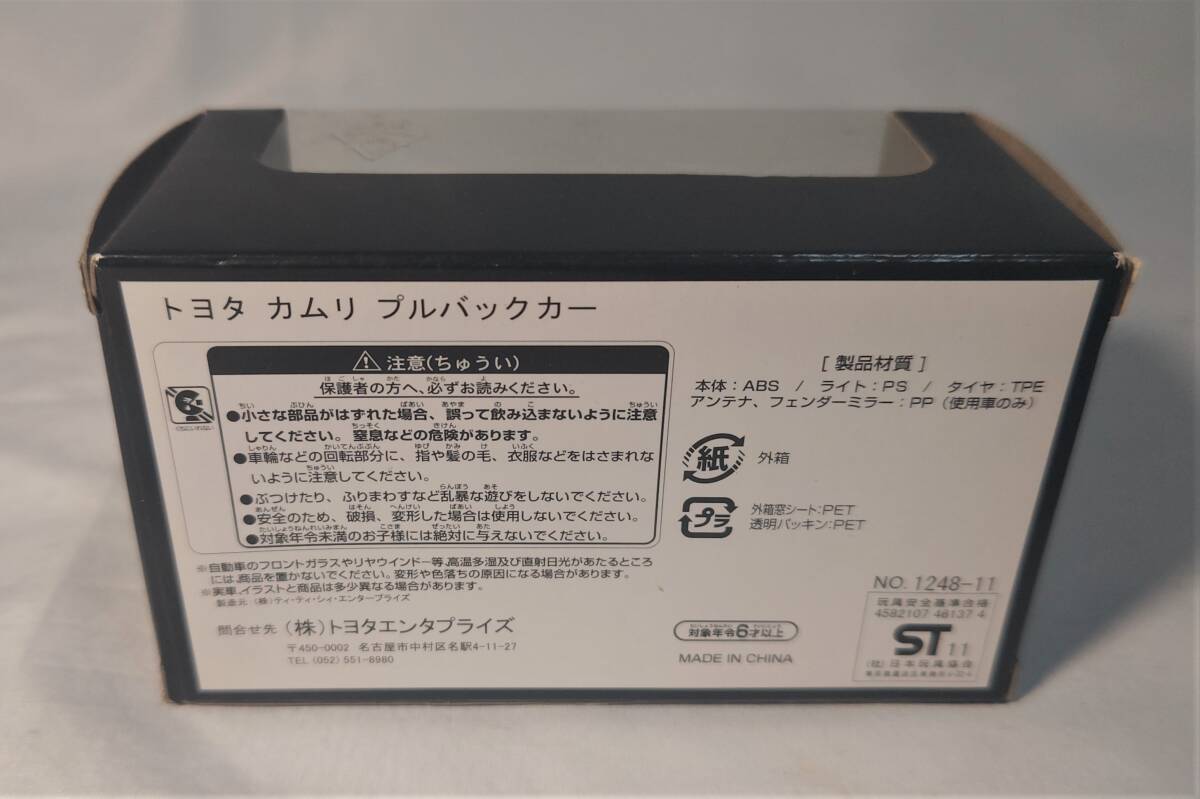 トヨタ カムリ プルバックカー
⚠注意(ちゅうい)
保護者の方へ、必ずお読みください。
●小さな部品がはずれた場合、誤って飲み込まないように注意
してください。窒息などの危険があります。
●車輪などの回転部分に、指や髪の毛、衣服などをはさまれな
いように注意してください。
●ぶつけたり、ふりまわすなど乱暴な遊びをしないでください。
●安全のため、破損、変形した場合は使用しないでください。
●対象年令未満のお子様には絶対に与えないでください。
※自動車のフロントガラスやリヤウインドー等、高温多湿及び直射日光があたるところ
には、商品を置かないでください。変形や色落ちの原因になる場合があります。
※実車、イラストと商品は多少異なる場合があります。
製造元:(株)ティ・ティ・シィ・エンタープライズ
問合せ先 (株)トヨタエンタプライズ
〒450-0002 名古屋市中村区名駅4-11-27
TEL (052) 551-8980
[製品材質]
本体:ABS / ライト:PS / タイヤ:TPE
アンテナ、フェンダーミラー:PP(使用車のみ)
紙 外箱
プラ 外箱窓シート:PET
透明パッキン:PET
対象年令6才以上
MADE IN CHINA
NO. 1248-11
玩具安全基準合格
4582107 46137 4
ST 11
(社)日本玩具協会